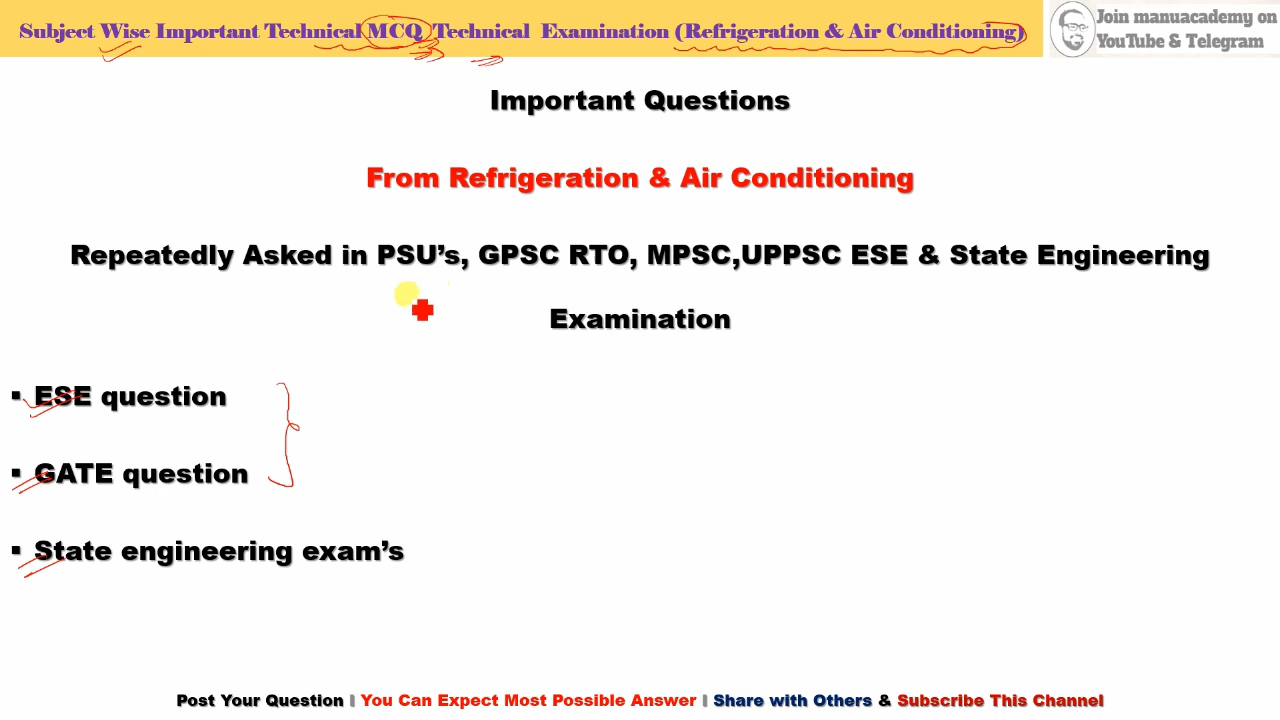 Subject Wise Important Technical MCQ Technical Examination (Refrigeration & Air Conditioning)
Join manuacademy on
YouTube & Telegram
Important Questions
From Refrigeration & Air Conditioning
Repeatedly Asked in PSU’s, GPSC RTO, MPSC,UPPSC ESE & State Engineering
Examination
▪ ESE question
▪ GATE question
▪ State engineering exam’s
Post Your Question | You Can Expect Most Possible Answer | Share with Others & Subscribe This Channel